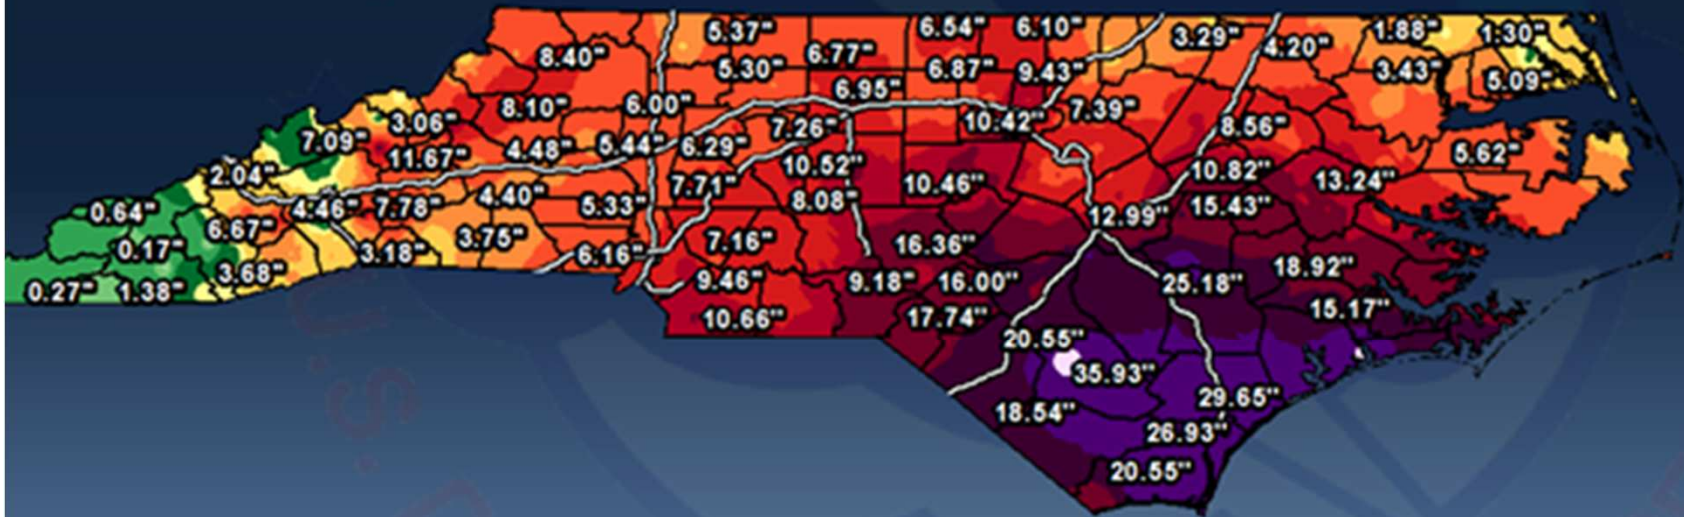 5.37" 6.54" 6.10" 3.29" 4.20" 1.88" 1.30"
8.40" 6.77"
5.30" 6.87" 9.43" 3.43" 5.09"
8.10" 6.00" 6.95" 7.39"
3.06" 7.26" 10.42" 8.56"
7.09" 11.67" 4.48" 5.44" 6.29" 5.62"
2.04" 7.71" 10.52" 10.46" 10.82" 13.24"
4.46" 7.78" 4.40" 5.33" 8.08" 15.43"
0.64" 12.99"
6.67" 3.75" 7.16" 16.36"
0.17" 3.18" 6.16"
3.68" 9.46" 9.18" 16.00" 25.18" 18.92"
0.27" 1.38" 10.66" 17.74" 15.17"
20.55"
35.93"
18.54" 29.65"
26.93"
20.55"
U.S.